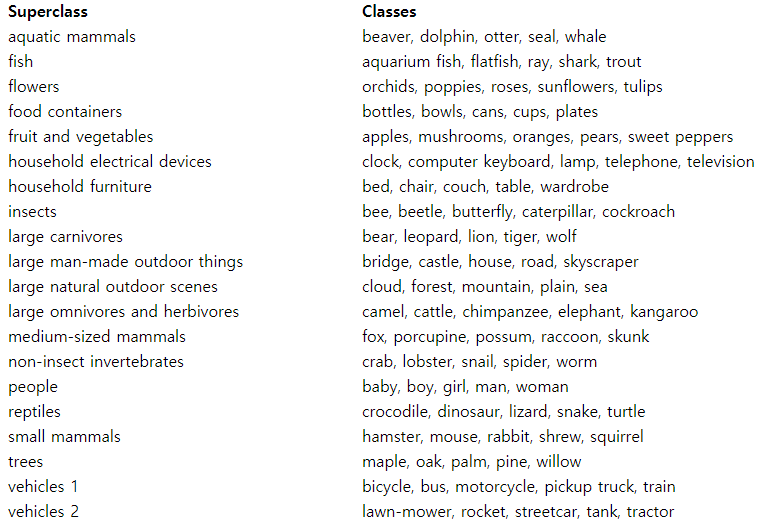 Superclass Classes
aquatic mammals beaver, dolphin, otter, seal, whale
fish aquarium fish, flatfish, ray, shark, trout
flowers orchids, poppies, roses, sunflowers, tulips
food containers bottles, bowls, cans, cups, plates
fruit and vegetables apples, mushrooms, oranges, pears, sweet peppers
household electrical devices clock, computer keyboard, lamp, telephone, television
household furniture bed, chair, couch, table, wardrobe
insects bee, beetle, butterfly, caterpillar, cockroach
large carnivores bear, leopard, lion, tiger, wolf
large man-made outdoor things bridge, castle, house, road, skyscraper
large natural outdoor scenes cloud, forest, mountain, plain, sea
large omnivores and herbivores camel, cattle, chimpanzee, elephant, kangaroo
medium-sized mammals fox, porcupine, possum, raccoon, skunk
non-insect invertebrates crab, lobster, snail, spider, worm
people baby, boy, girl, man, woman
reptiles crocodile, dinosaur, lizard, snake, turtle
small mammals hamster, mouse, rabbit, shrew, squirrel
trees maple, oak, palm, pine, willow
vehicles 1 bicycle, bus, motorcycle, pickup truck, train
vehicles 2 lawn-mower, rocket, streetcar, tank, tractor